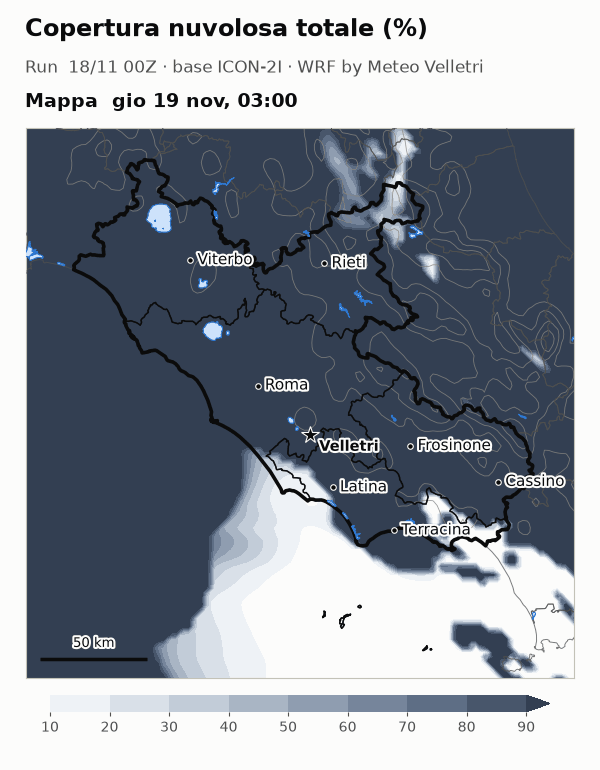 Copertura nuvolosa totale (%)
Run  18/11 00Z · base ICON-2I · WRF by Meteo Velletri
Mappa  gio 19 nov, 03:00
Viterbo
Rieti
Roma
Velletri
Frosinone
Latina
Cassino
Terracina
50 km
10 20 30 40 50 60 70 80 90